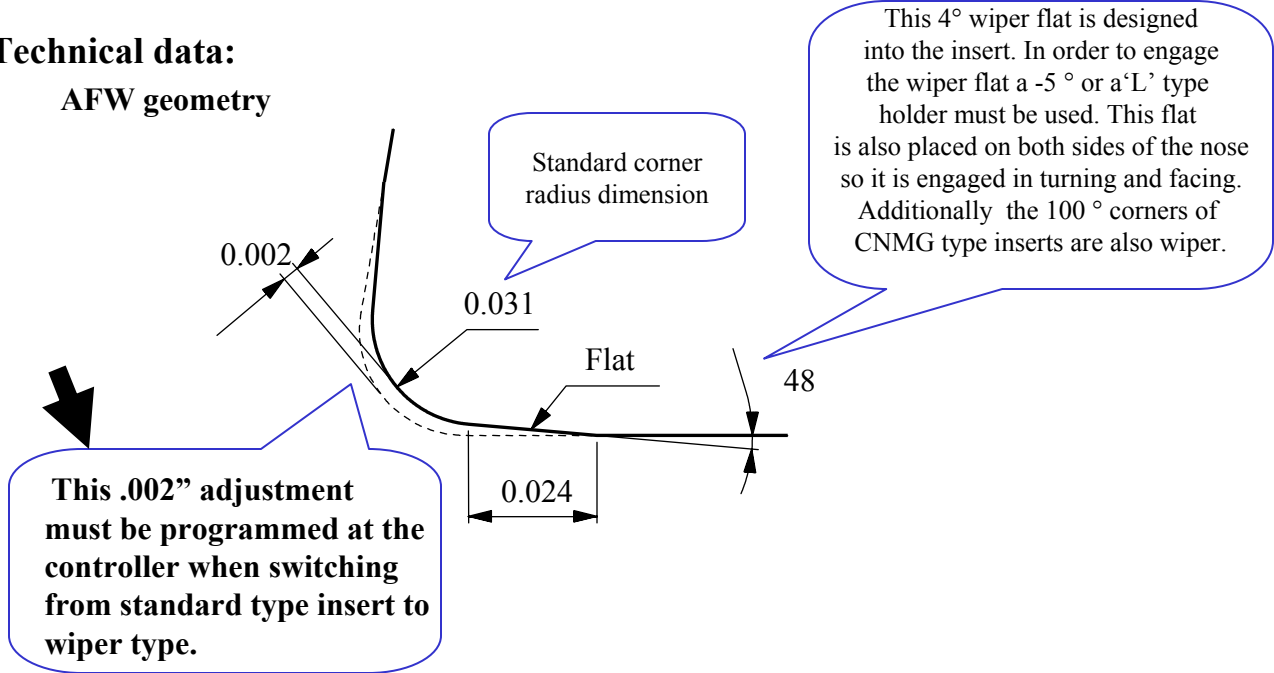 Technical data:
AFW geometry
This 4° wiper flat is designed
into the insert. In order to engage
the wiper flat a -5 ° or a‘L’ type
holder must be used. This flat
is also placed on both sides of the nose
so it is engaged in turning and facing.
Additionally  the 100 ° corners of
CNMG type inserts are also wiper.
Standard corner
radius dimension
0.002
0.031
Flat
48
0.024
This .002” adjustment
must be programmed at the
controller when switching
from standard type insert to
wiper type.